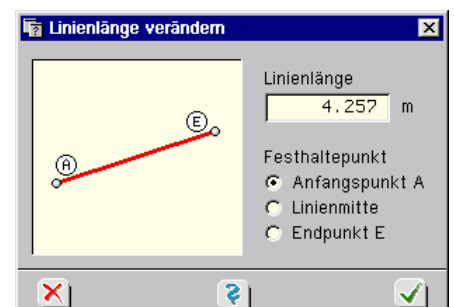 Linienlänge verändern
A
E
Linienlänge
4.257 m
Festhaltepunkt
Anfangspunkt A
Linienmitte
Endpunkt E